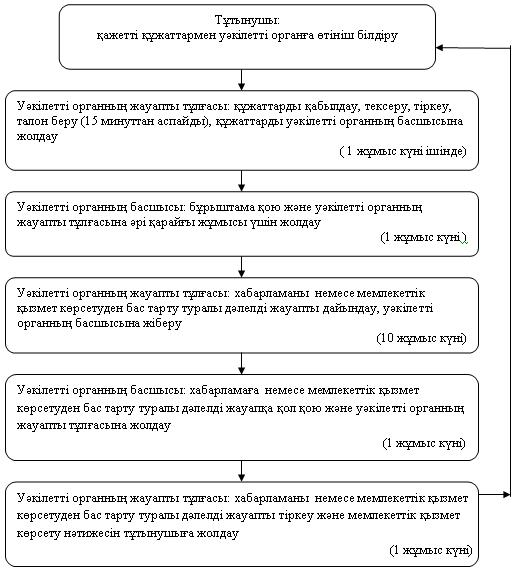 Тұтынушы:
қажетті құжаттармен уәкілетті органға өтініш білдіру
Уәкілетті органның жауапты тұлғасы: құжаттарды қабылдау, тексеру, тіркеу,
талон беру (15 минуттан аспайды), құжаттарды уәкілетті органның басшысына
жолдау
( 1 жұмыс күні ішінде)
Уәкілетті органның басшысы: бұрыштама қою және уәкілетті органның
жауапты тұлғасына әрі қарайғы жұмысы үшін жолдау
(1 жұмыс күні)
Уәкілетті органның жауапты тұлғасы: хабарламаны немесе мемлекеттік
қызмет көрсетуден бас тарту туралы дәлелді жауапты дайындау, уәкілетті
органның басшысына жіберу
(10 жұмыс күні)
Уәкілетті органның басшысы: хабарламаға немесе мемлекеттік қызмет
көрсетуден бас тарту туралы дәлелді жауапқа қол қою және уәкілетті органның
жауапты тұлғасына жолдау
(1 жұмыс күні)
Уәкілетті органның жауапты тұлғасы: хабарламаны немесе мемлекеттік қызмет
көрсетуден бас тарту туралы дәлелді жауапты тіркеу және мемлекеттік қызмет
көрсету нәтижесін тұтынушыға жолдау
(1 жұмыс күні)